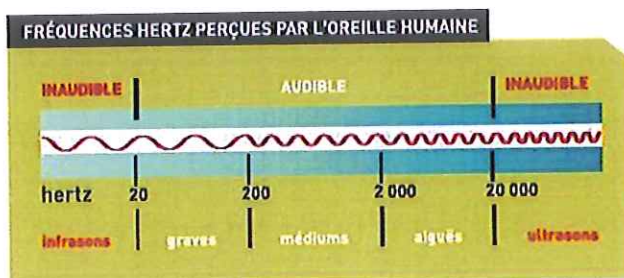 FRÉQUENCES HERTZ PERÇUES PAR L'OREILLE HUMAINE
INAUDIBLE AUDIBLE INAUDIBLE
hertz 20 200 2 000 20 000
infrasons graves médiums aiguës ultrasons